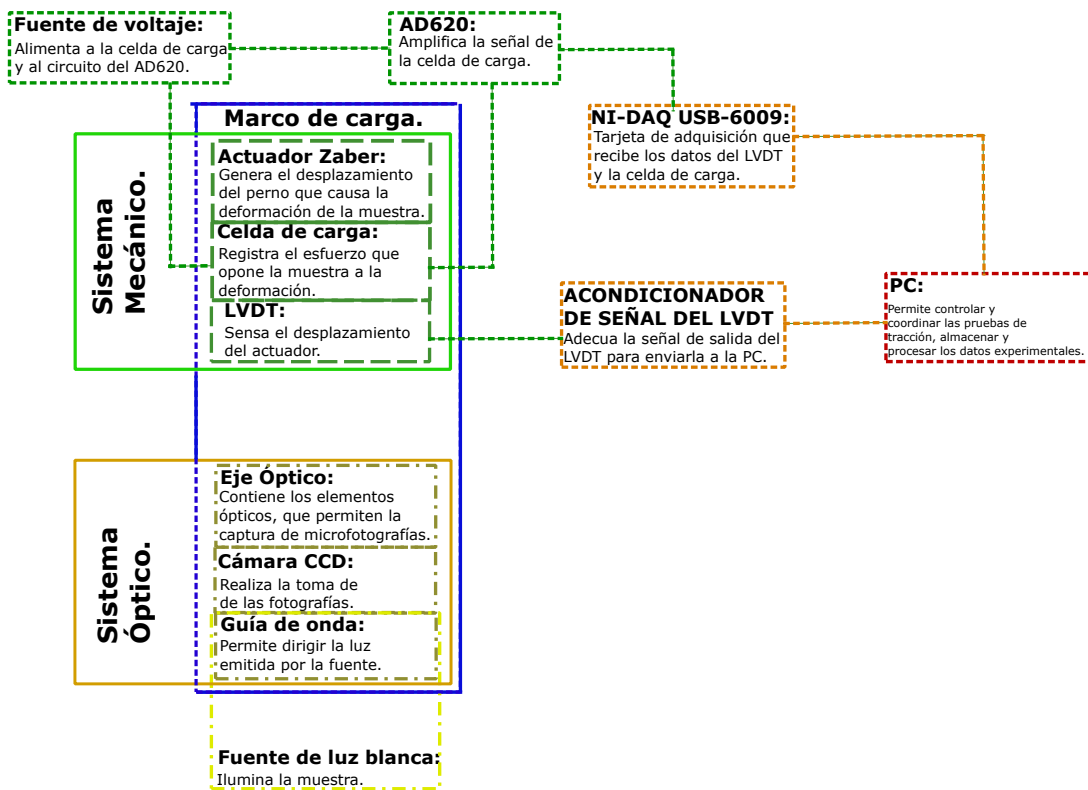 Fuente de voltaje:
Alimenta a la celda de carga
y al circuito del AD620.
AD620:
Amplifica la señal de
la celda de carga.
NI-DAQ USB-6009:
Tarjeta de adquisición que
recibe los datos del LVDT
y la celda de carga.
Marco de carga.
Sistema
Mecánico.
Actuador Zaber:
Genera el desplazamiento
del perno que causa la
deformación de la muestra.
Celda de carga:
Registra el esfuerzo que
opone la muestra a la
deformación.
LVDT:
Sensa el desplazamiento
del actuador.
ACONDICIONADOR
DE SEÑAL DEL LVDT
Adecua la señal de salida del
LVDT para enviarla a la PC.
PC:
Permite controlar y
coordinar las pruebas de
tracción, almacenar y
procesar los datos experimentales.
Sistema
Óptico.
Eje Óptico:
Contiene los elementos
ópticos, que permiten la
captura de microfotografías.
Cámara CCD:
Realiza la toma de
de las fotografías.
Guía de onda:
Permite dirigir la luz
emitida por la fuente.
Fuente de luz blanca:
Ilumina la muestra.